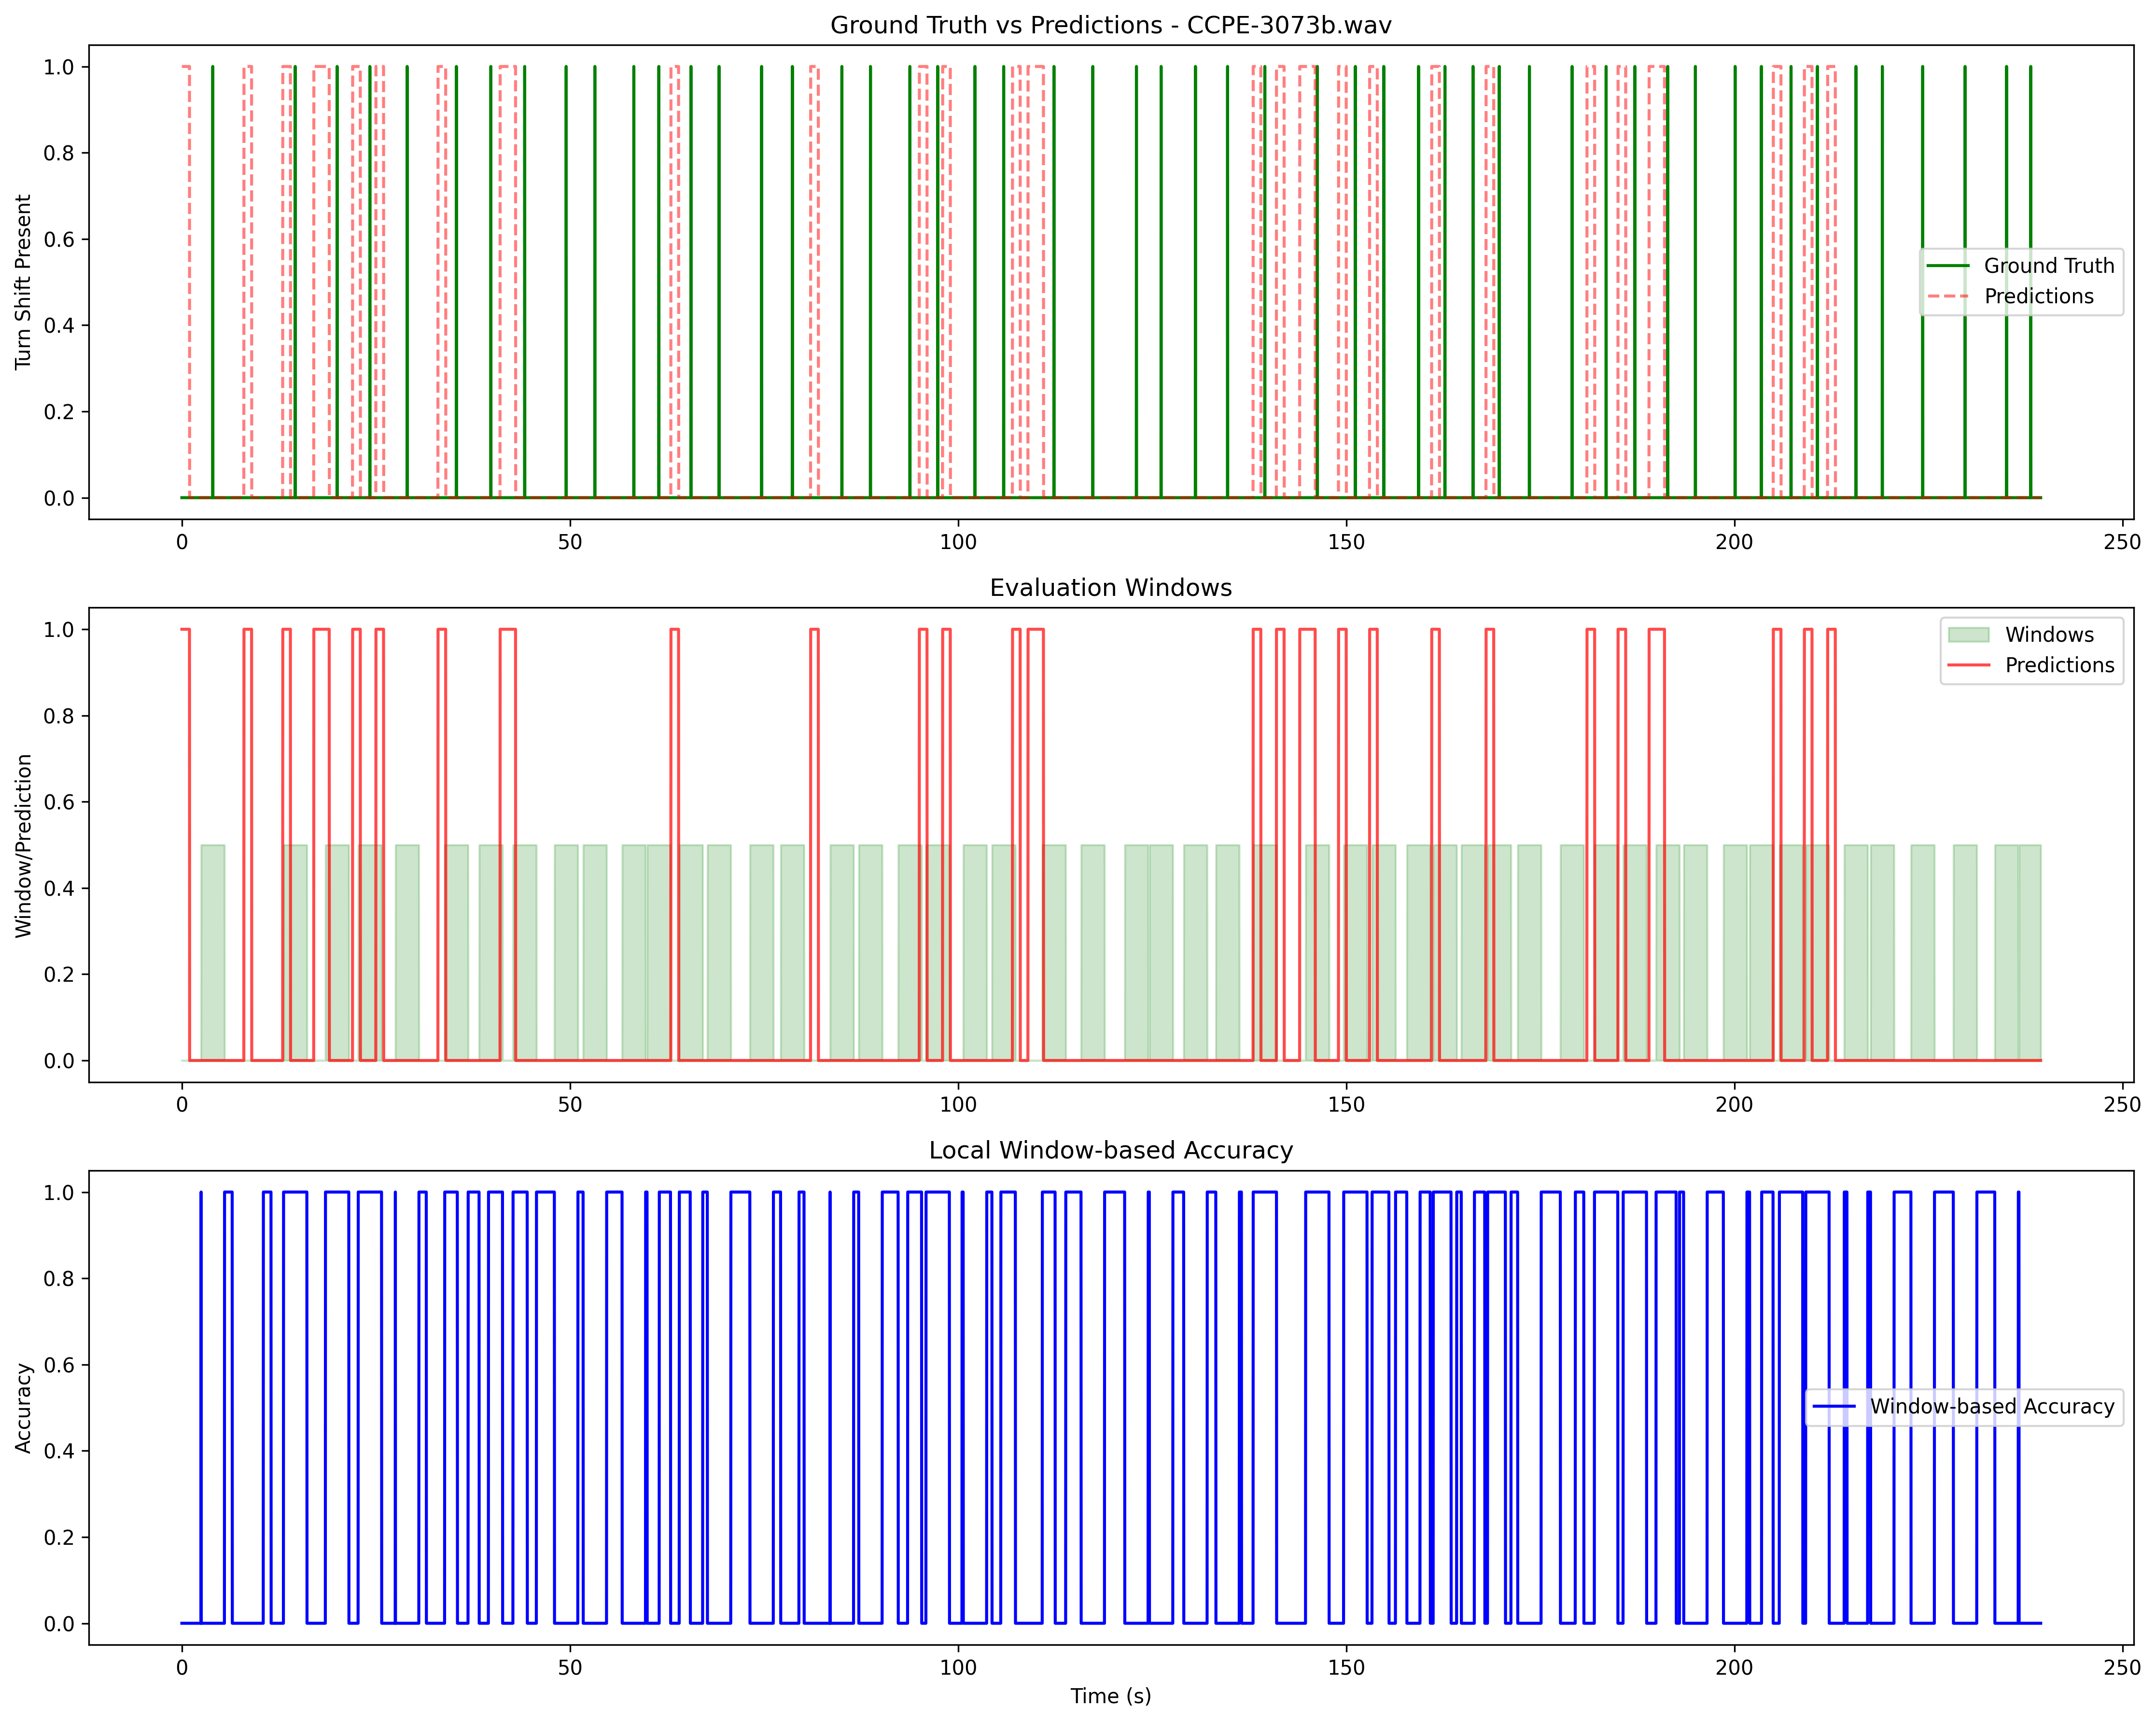 Ground Truth vs Predictions - CCPE-3073b.wav
1.0
0.8
0.6
0.4
0.2
0.0
Turn Shift Present
Ground Truth
Predictions
0 50 100 150 200 250
Evaluation Windows
1.0
0.8
0.6
0.4
0.2
0.0
Window/Prediction
Windows
Predictions
0 50 100 150 200 250
Local Window-based Accuracy
1.0
0.8
0.6
0.4
0.2
0.0
Accuracy
Window-based Accuracy
0 50 100 150 200 250
Time (s)